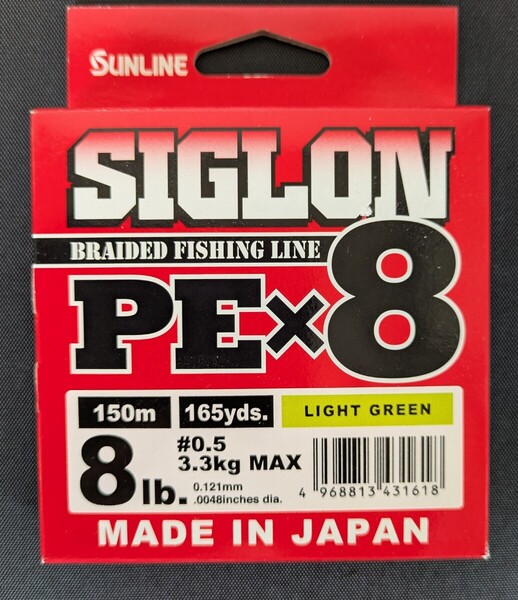 SUNLINE
SIGLON
BRAIDED FISHING LINE
PE×8
150m 165yds. LIGHT GREEN
8lb. #0.5
3.3kg MAX
0.121mm
.0048inches dia.
4 968813 431618
MADE IN JAPAN